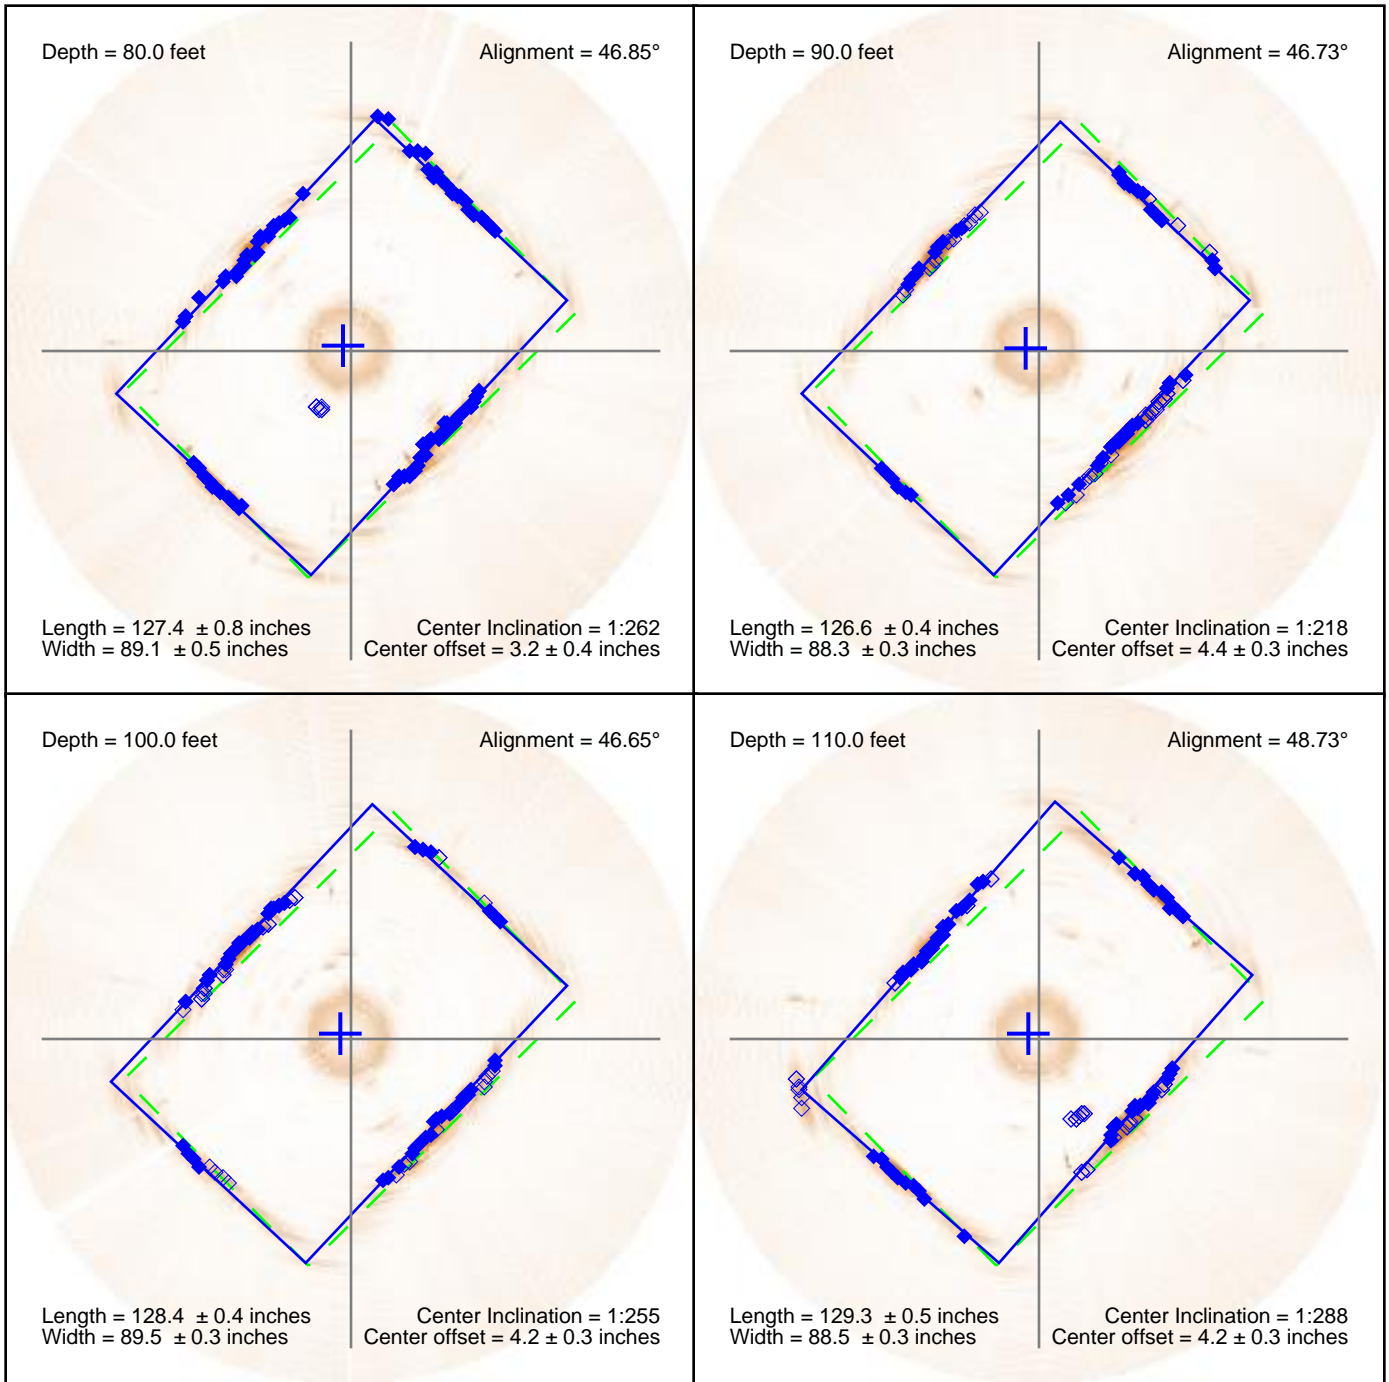 Depth = 80.0 feet
Alignment = 46.85°
Length = 127.4 ± 0.8 inches
Width = 89.1 ± 0.5 inches
Center Inclination = 1:262
Center offset = 3.2 ± 0.4 inches
Depth = 90.0 feet
Alignment = 46.73°
Length = 126.6 ± 0.4 inches
Width = 88.3 ± 0.3 inches
Center Inclination = 1:218
Center offset = 4.4 ± 0.3 inches
Depth = 100.0 feet
Alignment = 46.65°
Length = 128.4 ± 0.4 inches
Width = 89.5 ± 0.3 inches
Center Inclination = 1:255
Center offset = 4.2 ± 0.3 inches
Depth = 110.0 feet
Alignment = 48.73°
Length = 129.3 ± 0.5 inches
Width = 88.5 ± 0.3 inches
Center Inclination = 1:288
Center offset = 4.2 ± 0.3 inches